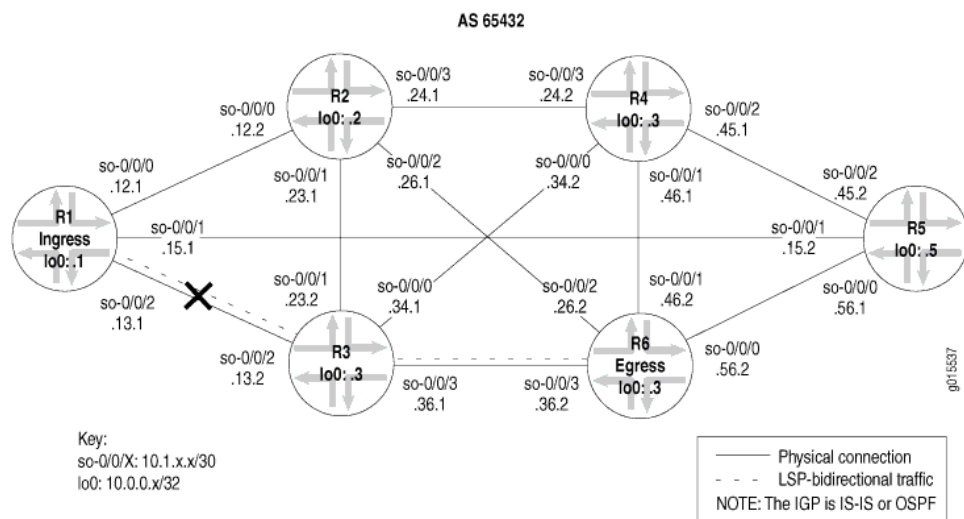 AS 65432
so-0/0/3
.24.1
so-0/0/3
.24.2
R2
lo0: .2
R4
lo0: .3
so-0/0/0
.12.2
so-0/0/2
.45.1
so-0/0/2
.26.1
so-0/0/0
.34.2
so-0/0/0
.12.1
so-0/0/1
.23.1
so-0/0/1
.46.1
so-0/0/2
.45.2
R1
Ingress
lo0: .1
so-0/0/1
.15.1
so-0/0/1
.15.2
R5
lo0: .5
so-0/0/2
.13.1
so-0/0/1
.23.2
so-0/0/0
.34.1
so-0/0/2
.26.2
so-0/0/1
.46.2
so-0/0/0
.56.1
so-0/0/2
.13.2
R3
lo0: .3
R6
Egress
lo0: .3
so-0/0/0
.56.2
so-0/0/3
.36.1
so-0/0/3
.36.2
g015537
Key:
so-0/0/X: 10.1.x.x/30
lo0: 10.0.0.x/32
Physical connection
LSP-bidirectional traffic
NOTE: The IGP is IS-IS or OSPF